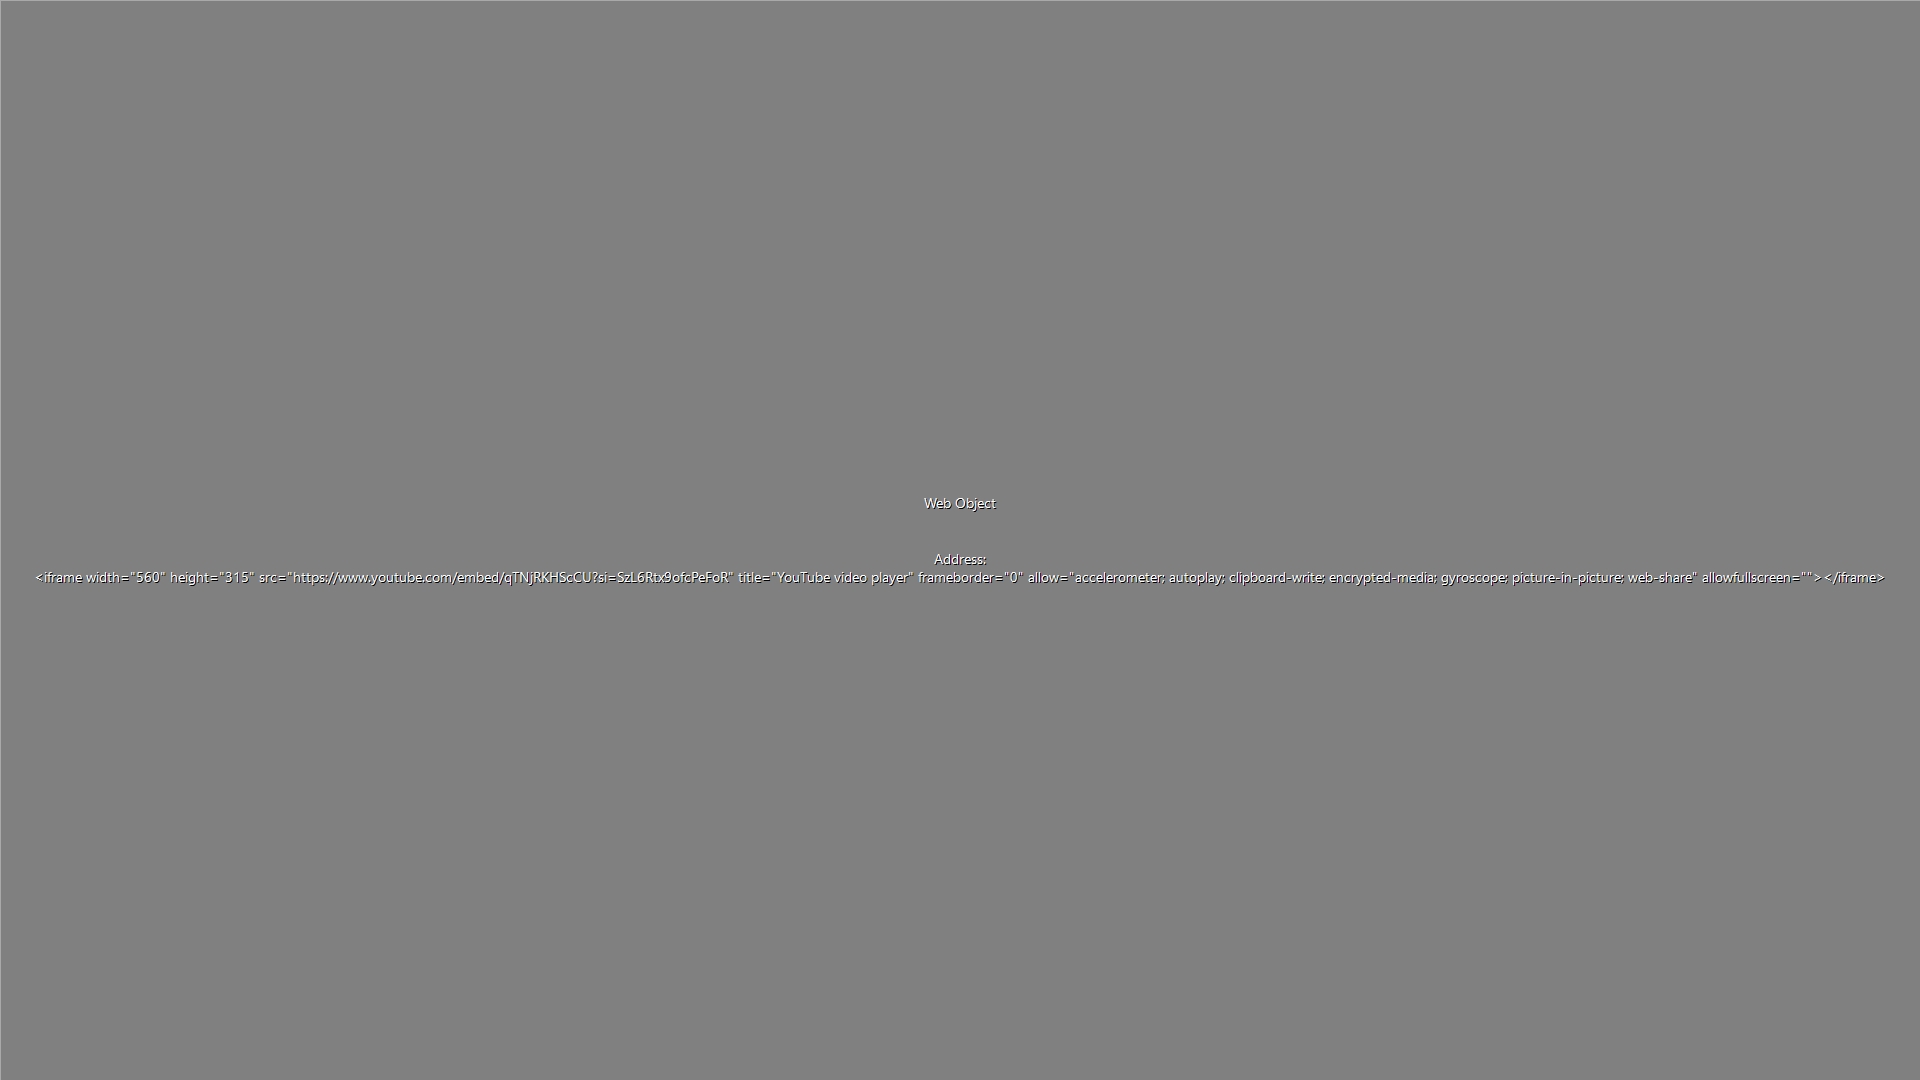 Web Object
Address:
<iframe width="560" height="315" src="https://www.youtube.com/embed/qTNjRKHScCU?si=SzL6Rtx9ofcPeFoR" title="YouTube video player" frameborder="0" allow="accelerometer; autoplay; clipboard-write; encrypted-media; gyroscope; picture-in-picture; web-share" allowfullscreen=""></iframe>